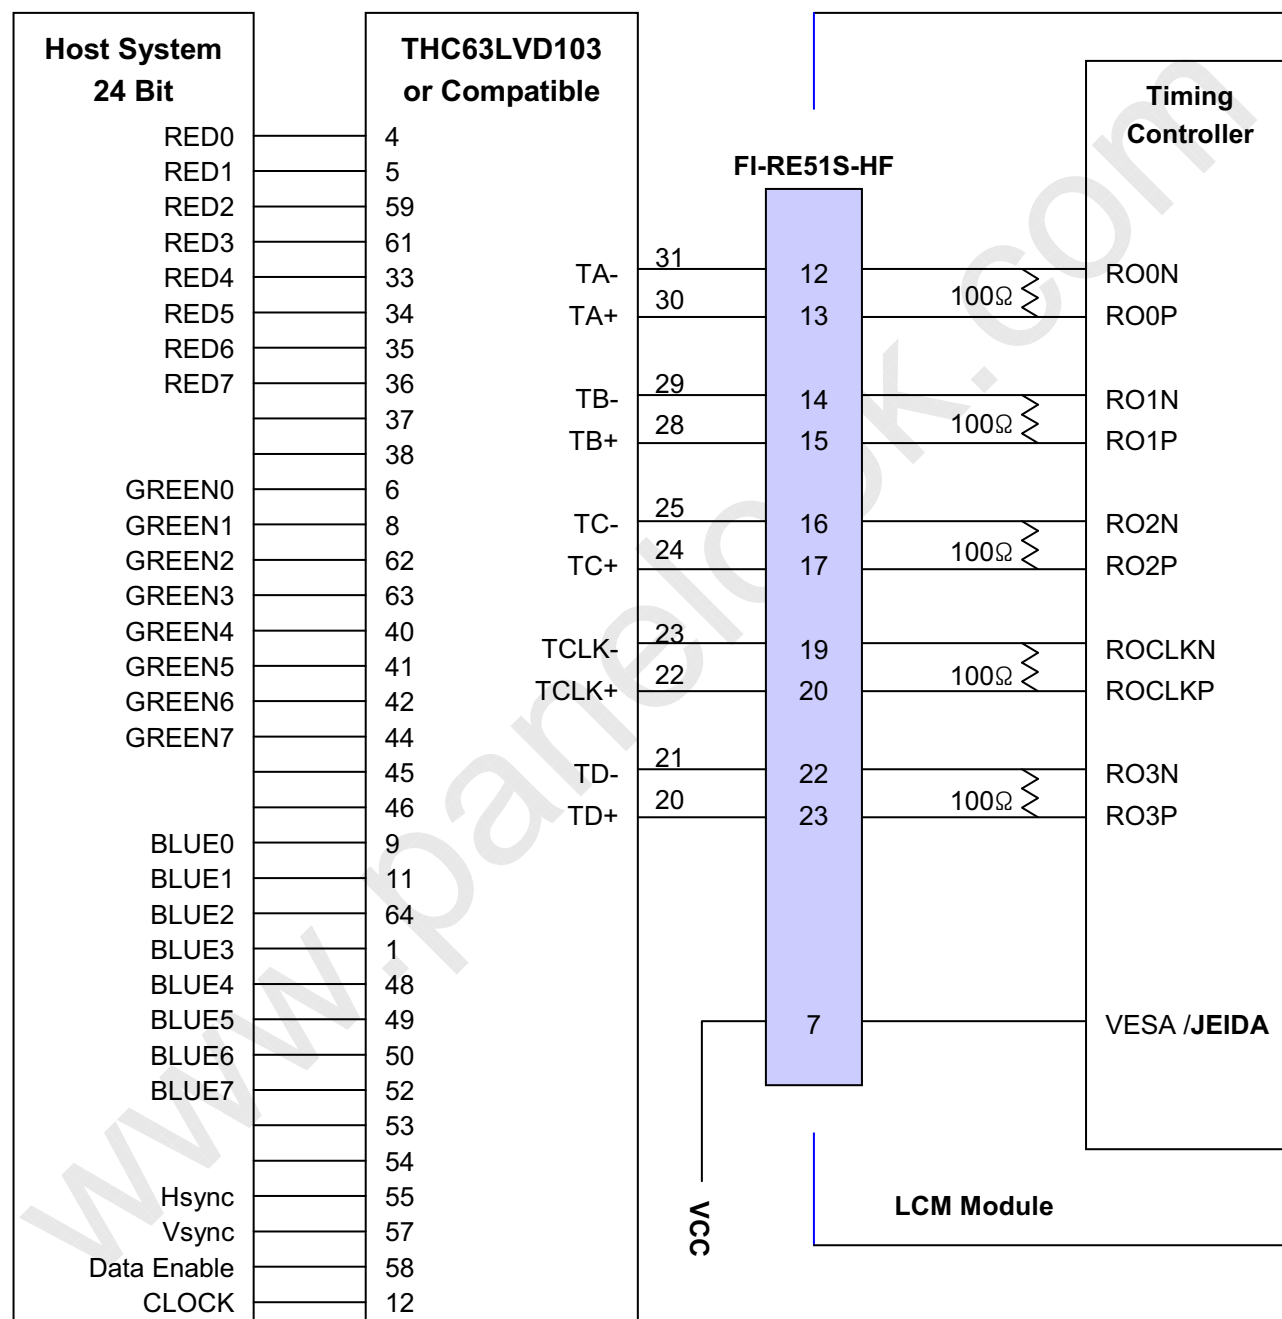 Host System
24 Bit
RED0
RED1
RED2
RED3
RED4
RED5
RED6
RED7
GREEN0
GREEN1
GREEN2
GREEN3
GREEN4
GREEN5
GREEN6
GREEN7
BLUE0
BLUE1
BLUE2
BLUE3
BLUE4
BLUE5
BLUE6
BLUE7
Hsync
Vsync
Data Enable
CLOCK
THC63LVD103
or Compatible
4
5
59
61
33
34
35
36
37
38
6
8
62
63
40
41
42
44
45
46
9
11
64
1
48
49
50
52
53
54
55
57
58
12
TA-
TA+
TB-
TB+
TC-
TC+
TCLK-
TCLK+
TD-
TD+
31
30
29
28
25
24
23
22
21
20
FI-RE51S-HF
12
13
14
15
16
17
19
20
22
23
7
VCC
100Ω
100Ω
100Ω
100Ω
100Ω
Timing
Controller
RO0N
RO0P
RO1N
RO1P
RO2N
RO2P
ROCLKN
ROCLKP
RO3N
RO3P
VESA /JEIDA
LCM Module
www.panelook.com